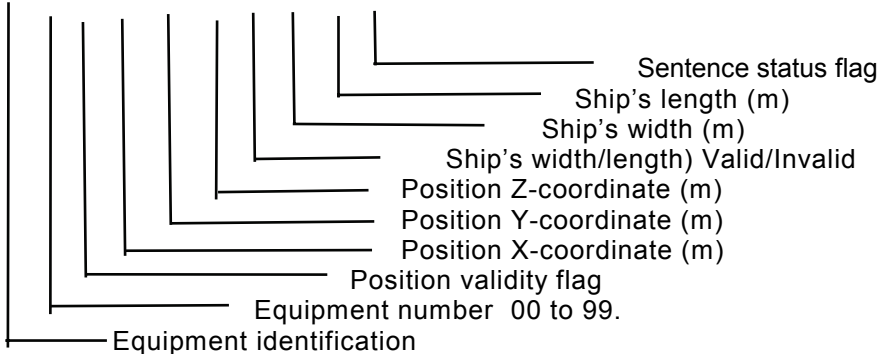 Sentence status flag
Ship's length (m)
Ship's width (m)
Ship's width/length) Valid/Invalid
Position Z-coordinate (m)
Position Y-coordinate (m)
Position X-coordinate (m)
Position validity flag
Equipment number 00 to 99.
Equipment identification